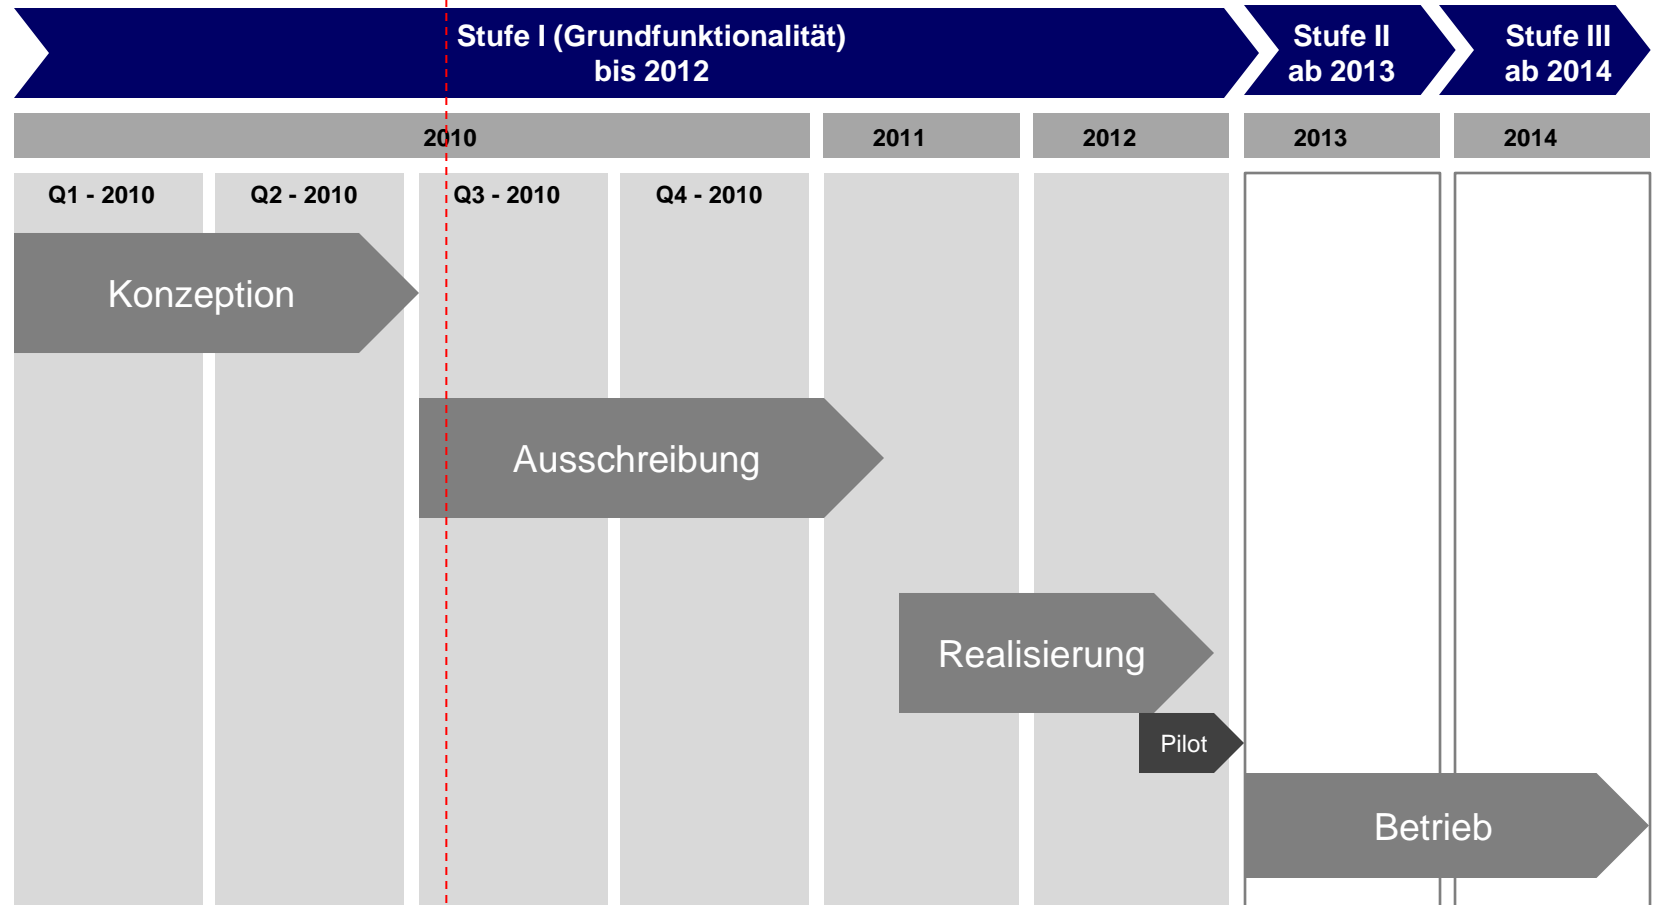 Stufe I (Grundfunktionalität)
bis 2012
Stufe II
ab 2013
Stufe III
ab 2014
2010
2011
2012
2013
2014
Q1 - 2010
Q2 - 2010
Q3 - 2010
Q4 - 2010
Konzeption
Ausschreibung
Realisierung
Pilot
Betrieb